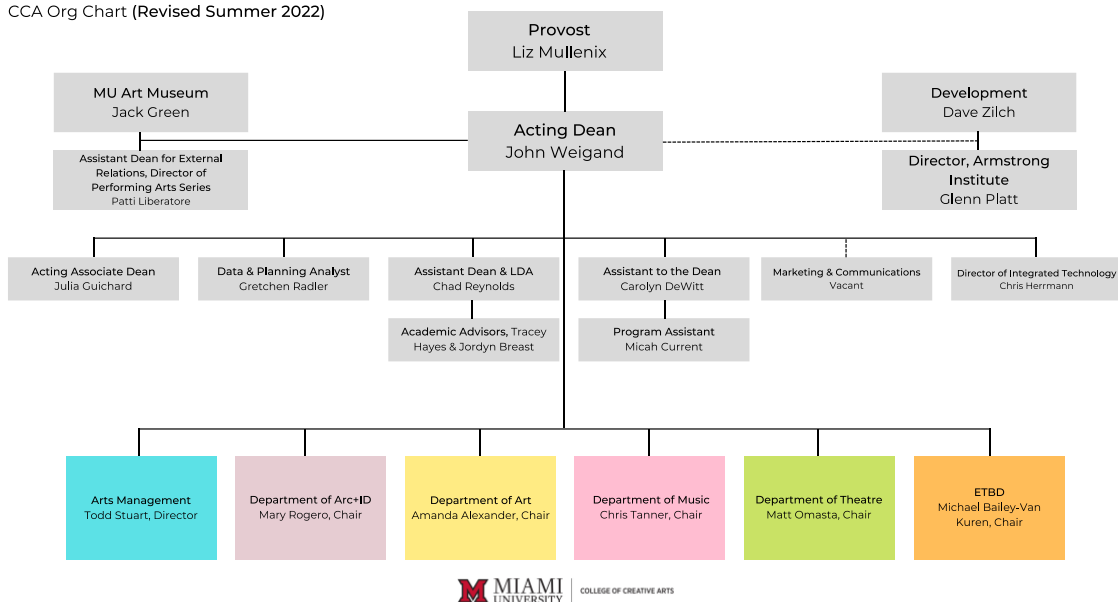 CCA Org Chart (Revised Summer 2022)
Provost
Liz Mullenix
MU Art Museum
Jack Green
Development
Dave Zilch
Acting Dean
John Weigand
Assistant Dean for External
Relations, Director of
Performing Arts Series
Patti Liberatore
Director, Armstrong
Institute
Glenn Platt
Acting Associate Dean
Julia Guichard
Data & Planning Analyst
Gretchen Radler
Assistant Dean & LDA
Chad Reynolds
Assistant to the Dean
Carolyn DeWitt
Marketing & Communications
Vacant
Director of Integrated Technology
Chris Herrmann
Academic Advisors, Tracey
Hayes & Jordyn Breast
Program Assistant
Micah Current
Arts Management
Todd Stuart, Director
Department of Arc+ID
Mary Rogero, Chair
Department of Art
Amanda Alexander, Chair
Department of Music
Chris Tanner, Chair
Department of Theatre
Matt Omasta, Chair
ETBD
Michael Bailey-Van
Kuren, Chair
M MIAMI
UNIVERSITY
COLLEGE OF CREATIVE ARTS